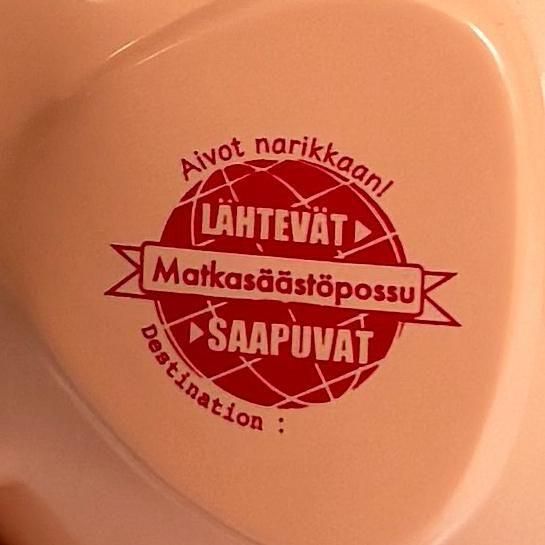 Aivot narikkaan!
LÄHTEVÄT
Matkasäästöpossu
SAAPUVAT
Destination :